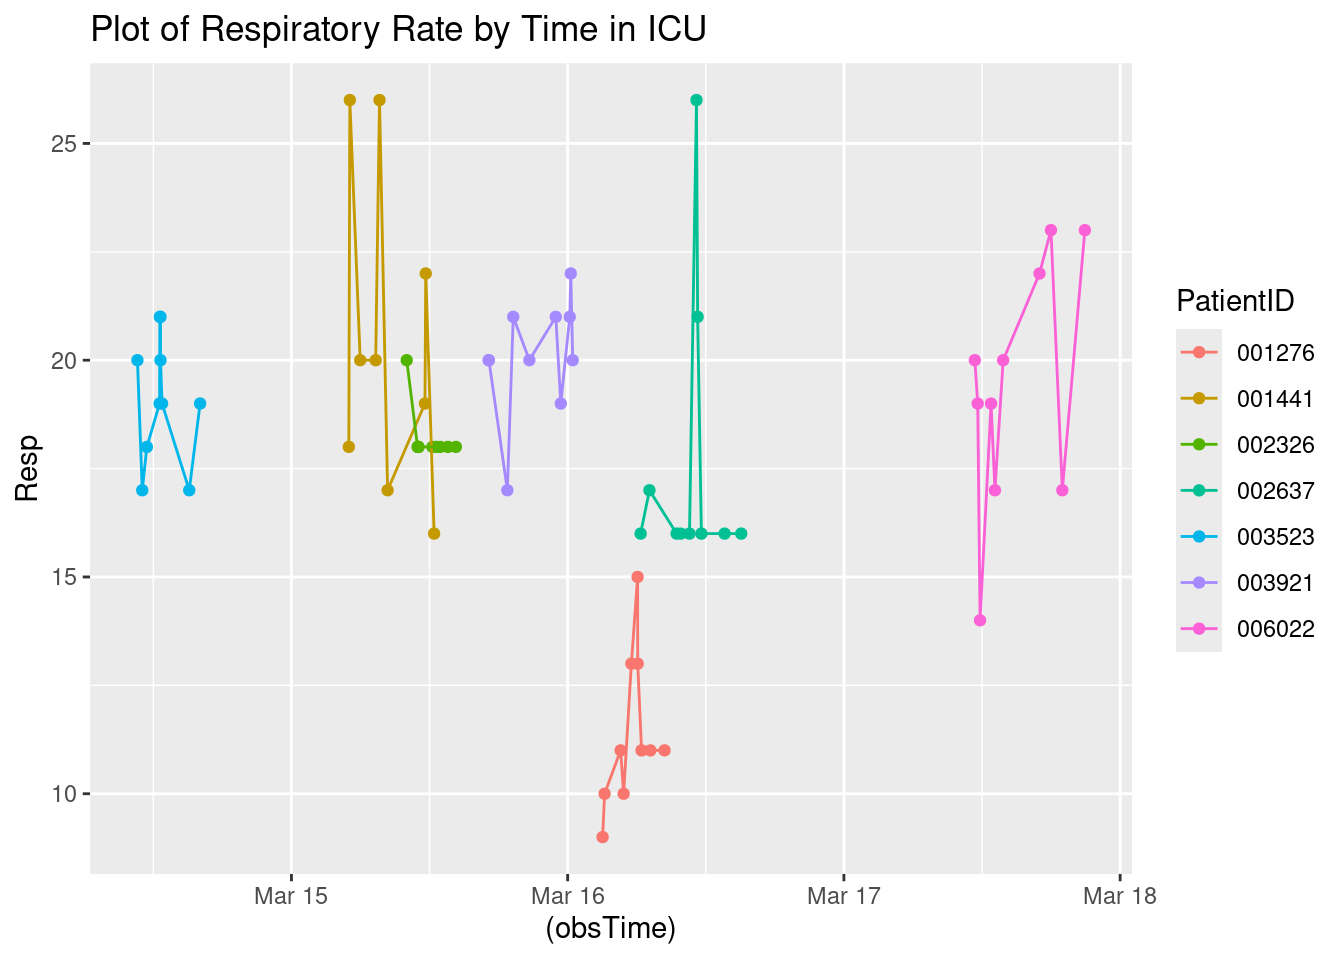 Plot of Respiratory Rate by Time in ICU
25
20
15
10
Resp
Mar 15
Mar 16
Mar 17
Mar 18
(obsTime)
PatientID
001276
001441
002326
002637
003523
003921
006022